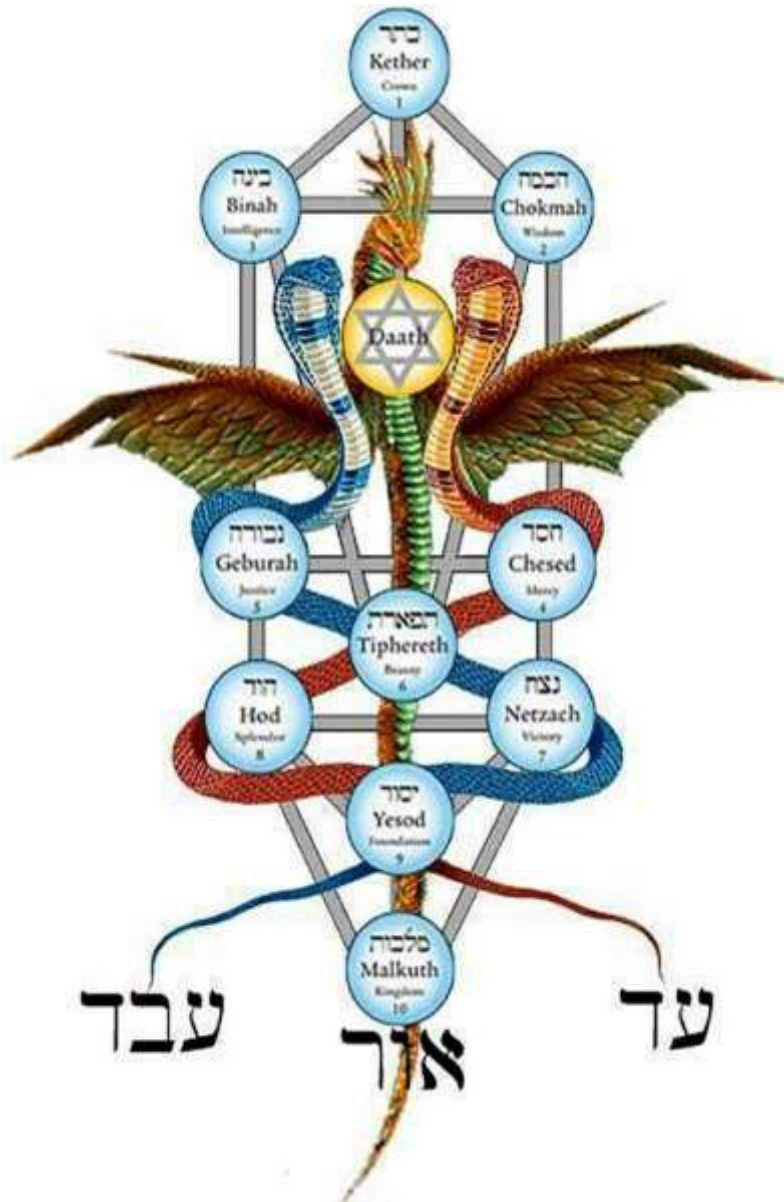 כתר
Kether
Crown
1
בינה
Binah
Intelligence
3
חכמה
Chokmah
Wisdom
2
Daath
גבורה
Geburah
Justice
5
חסד
Chesed
Mercy
4
תפארת
Tiphereth
Beauty
6
הוד
Hod
Splendor
8
נצח
Netzach
Victory
7
יסוד
Yesod
Foundation
9
מלכות
Malkuth
Kingdom
10
עבד
אור
עד